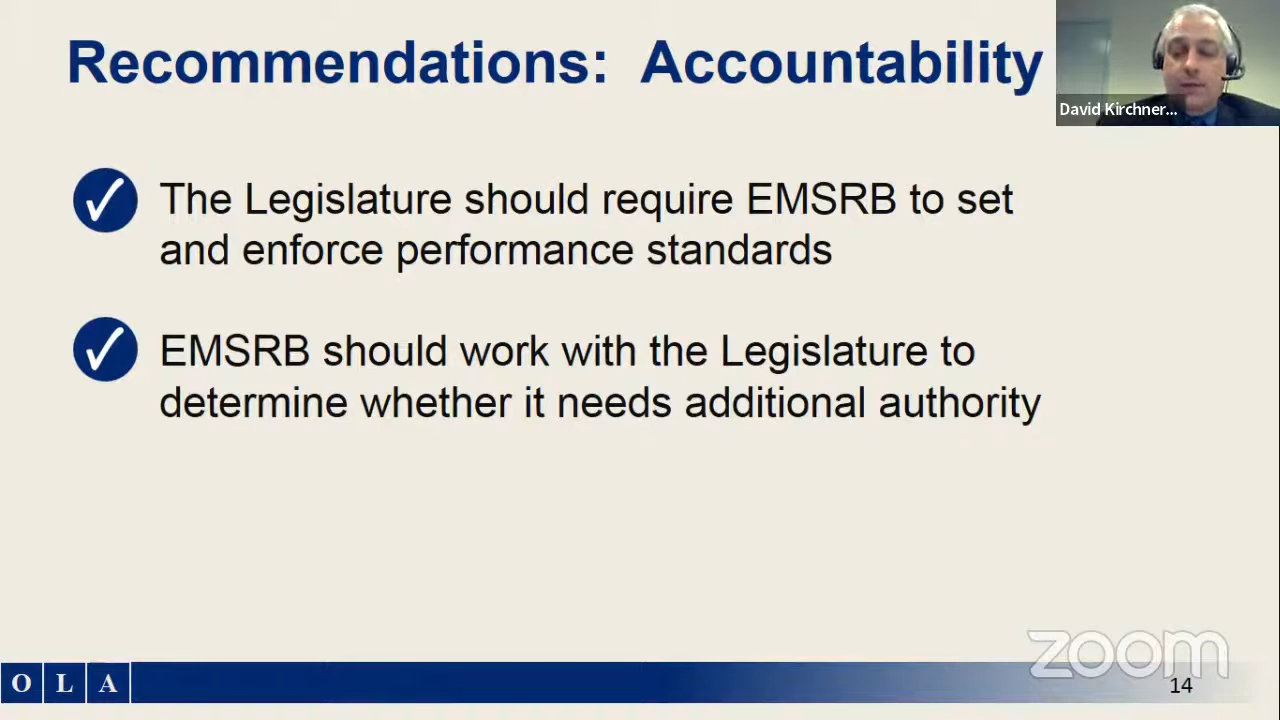 Recommendations: Accountability
David Kirchner...
The Legislature should require EMSRB to set
and enforce performance standards
EMSRB should work with the Legislature to
determine whether it needs additional authority
zoom
O L A
14